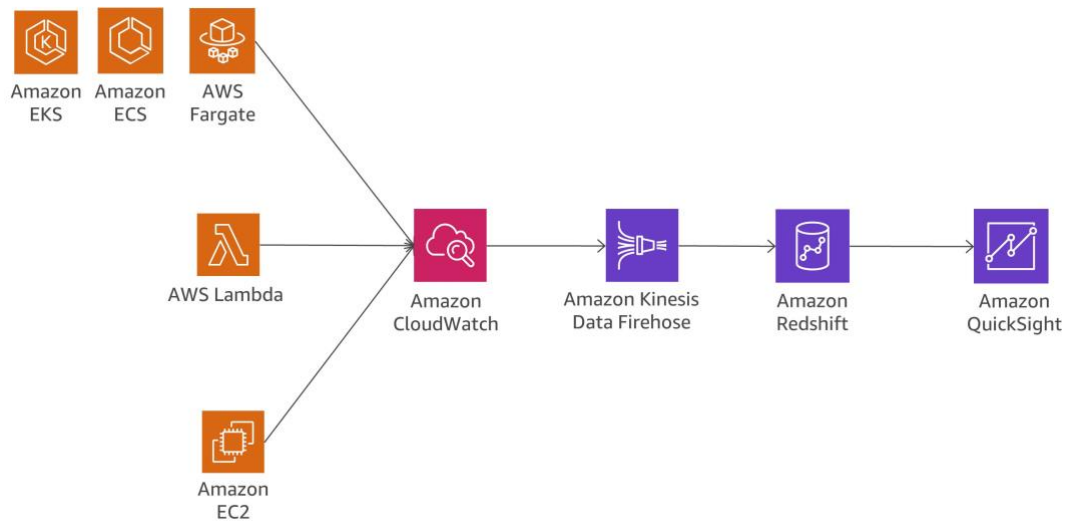 Amazon
EKS
Amazon
ECS
AWS
Fargate
AWS Lambda
Amazon
CloudWatch
Amazon Kinesis
Data Firehose
Amazon
Redshift
Amazon
QuickSight
Amazon
EC2